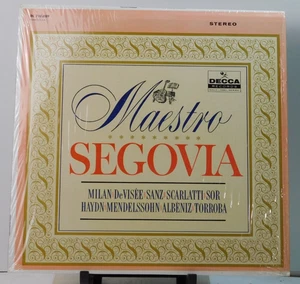 STEREO
DECCA
RECORDS
Maestro
SEGOVIA
MILAN/DeVISÉE/SANZ/SCARLATTI/SOR
HAYDN/MENDELSSOHN/ALBENIZ/TORROBA